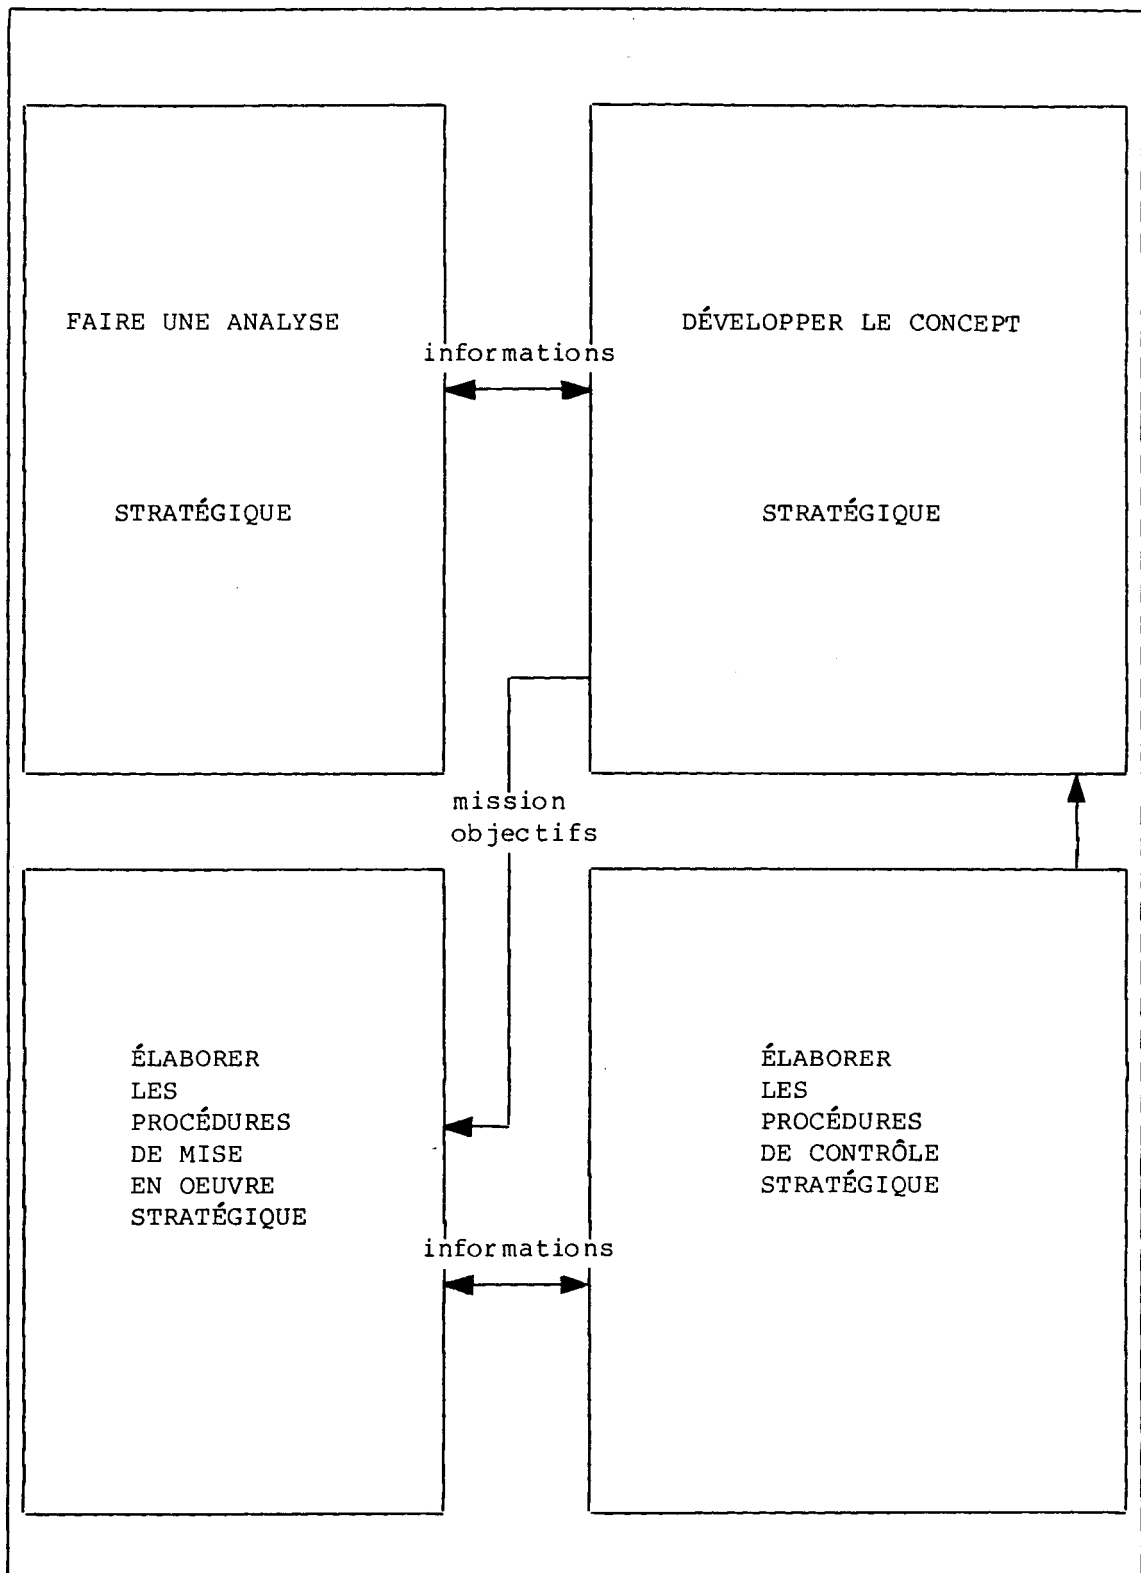 FAIRE UNE ANALYSE
STRATÉGIQUE
informations
DÉVELOPPER LE CONCEPT
STRATÉGIQUE
mission
objectifs
ÉLABORER
LES
PROCÉDURES
DE MISE
EN OEUVRE
STRATÉGIQUE
informations
ÉLABORER
LES
PROCÉDURES
DE CONTRÔLE
STRATÉGIQUE